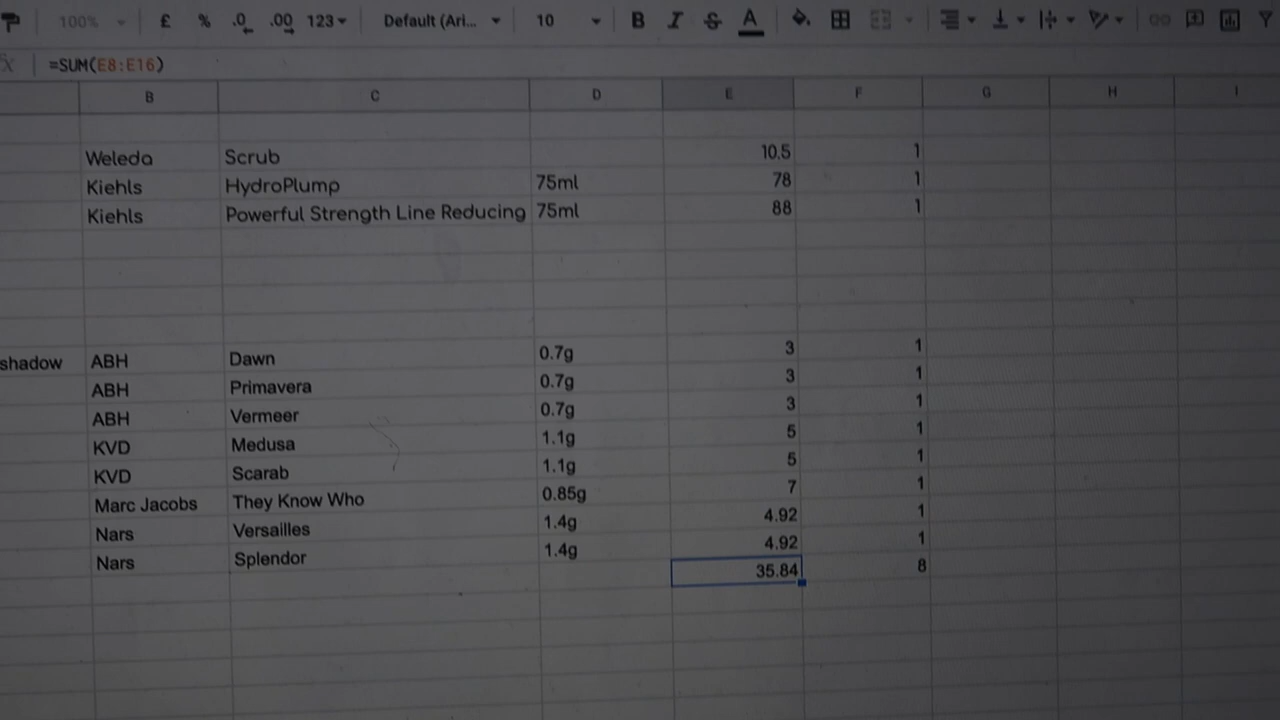 100% £ % .0 .00 123 Default (Ari... 10 B I S A
=SUM(E8:E16)
B C D E F G H I
Weleda Scrub 10.5 1
Kiehls HydroPlump 75ml 78 1
Kiehls Powerful Strength Line Reducing 75ml 88 1
shadow ABH Dawn 0.7g 3 1
ABH Primavera 0.7g 3 1
ABH Vermeer 0.7g 3 1
KVD Medusa 1.1g 5 1
KVD Scarab 1.1g 5 1
Marc Jacobs They Know Who 0.85g 7 1
Nars Versailles 1.4g 4.92 1
Nars Splendor 1.4g 4.92 1
35.84 8